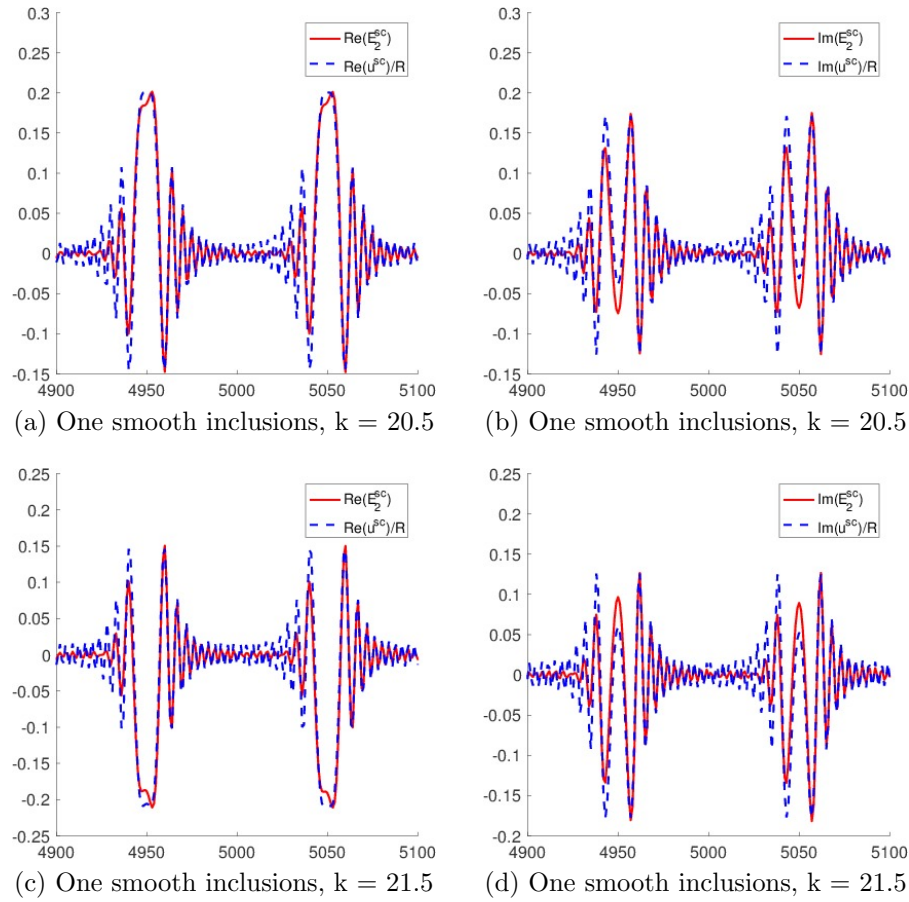 0.3
0.25
0.2
0.15
0.1
0.05
0
-0.05
-0.1
-0.15
4900 4950 5000 5050 5100
Re(E₂ˢᶜ)
Re(uˢᶜ)/R
(a) One smooth inclusions, k = 20.5
0.3
0.25
0.2
0.15
0.1
0.05
0
-0.05
-0.1
-0.15
4900 4950 5000 5050 5100
Im(E₂ˢᶜ)
Im(uˢᶜ)/R
(b) One smooth inclusions, k = 20.5
0.25
0.2
0.15
0.1
0.05
0
-0.05
-0.1
-0.15
-0.2
-0.25
4900 4950 5000 5050 5100
Re(E₂ˢᶜ)
Re(uˢᶜ)/R
(c) One smooth inclusions, k = 21.5
0.25
0.2
0.15
0.1
0.05
0
-0.05
-0.1
-0.15
-0.2
4900 4950 5000 5050 5100
Im(E₂ˢᶜ)
Im(uˢᶜ)/R
(d) One smooth inclusions, k = 21.5